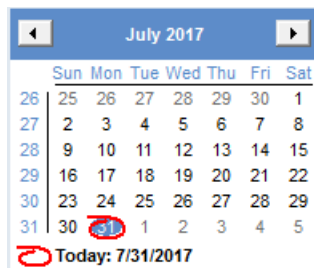 July 2017
Sun Mon Tue Wed Thu Fri Sat
26 25 26 27 28 29 30 1
27 2 3 4 5 6 7 8
28 9 10 11 12 13 14 15
29 16 17 18 19 20 21 22
30 23 24 25 26 27 28 29
31 30 31 1 2 3 4 5
Today: 7/31/2017